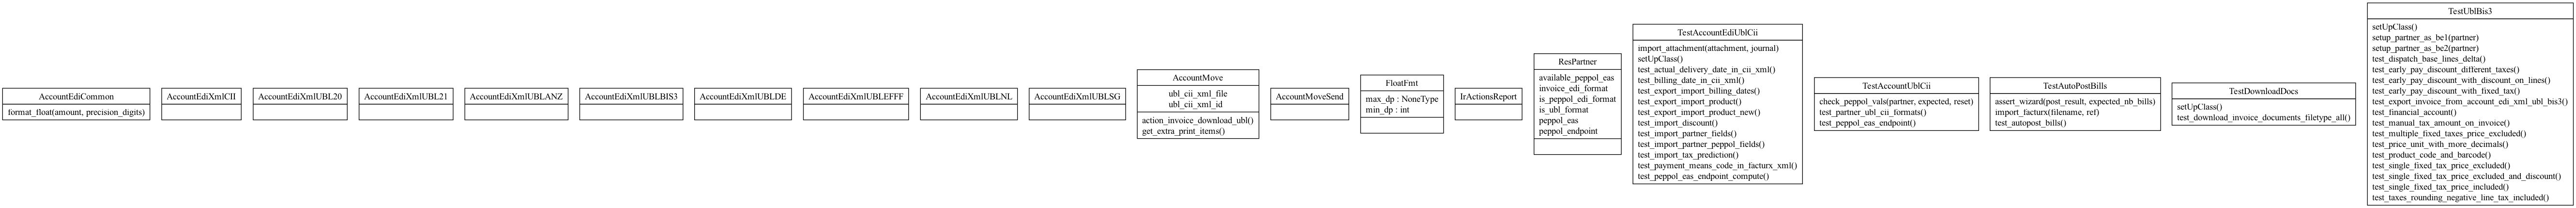 AccountEdiCommon
format_float(amount, precision_digits)
AccountEdiXmlCII
AccountEdiXmlUBL20
AccountEdiXmlUBL21
AccountEdiXmlUBLANZ
AccountEdiXmlUBLBIS3
AccountEdiXmlUBLDE
AccountEdiXmlUBLEFFF
AccountEdiXmlUBLNL
AccountEdiXmlUBLSG
AccountMove
ubl_cii_xml_file
ubl_cii_xml_id
action_invoice_download_ubl()
get_extra_print_items()
AccountMoveSend
FloatFmt
max_dp : NoneType
min_dp : int
IrActionsReport
ResPartner
available_peppol_eas
invoice_edi_format
is_peppol_edi_format
is_ubl_format
peppol_eas
peppol_endpoint
TestAccountEdiUblCii
import_attachment(attachment, journal)
setUpClass()
test_actual_delivery_date_in_cii_xml()
test_billing_date_in_cii_xml()
test_export_import_billing_dates()
test_export_import_product()
test_export_import_product_new()
test_import_discount()
test_import_partner_fields()
test_import_partner_peppol_fields()
test_import_tax_prediction()
test_payment_means_code_in_facturx_xml()
test_peppol_eas_endpoint_compute()
TestAccountUblCii
check_peppol_vals(partner, expected, reset)
test_partner_ubl_cii_formats()
test_peppol_eas_endpoint()
TestAutoPostBills
assert_wizard(post_result, expected_nb_bills)
import_facturx(filename, ref)
test_autopost_bills()
TestDownloadDocs
setUpClass()
test_download_invoice_documents_filetype_all()
TestUblBis3
setUpClass()
setup_partner_as_be1(partner)
setup_partner_as_be2(partner)
test_dispatch_base_lines_delta()
test_early_pay_discount_different_taxes()
test_early_pay_discount_with_discount_on_lines()
test_early_pay_discount_with_fixed_tax()
test_export_invoice_from_account_edi_xml_ubl_bis3()
test_financial_account()
test_manual_tax_amount_on_invoice()
test_multiple_fixed_taxes_price_excluded()
test_price_unit_with_more_decimals()
test_product_code_and_barcode()
test_single_fixed_tax_price_excluded()
test_single_fixed_tax_price_excluded_and_discount()
test_single_fixed_tax_price_included()
test_taxes_rounding_negative_line_tax_included()